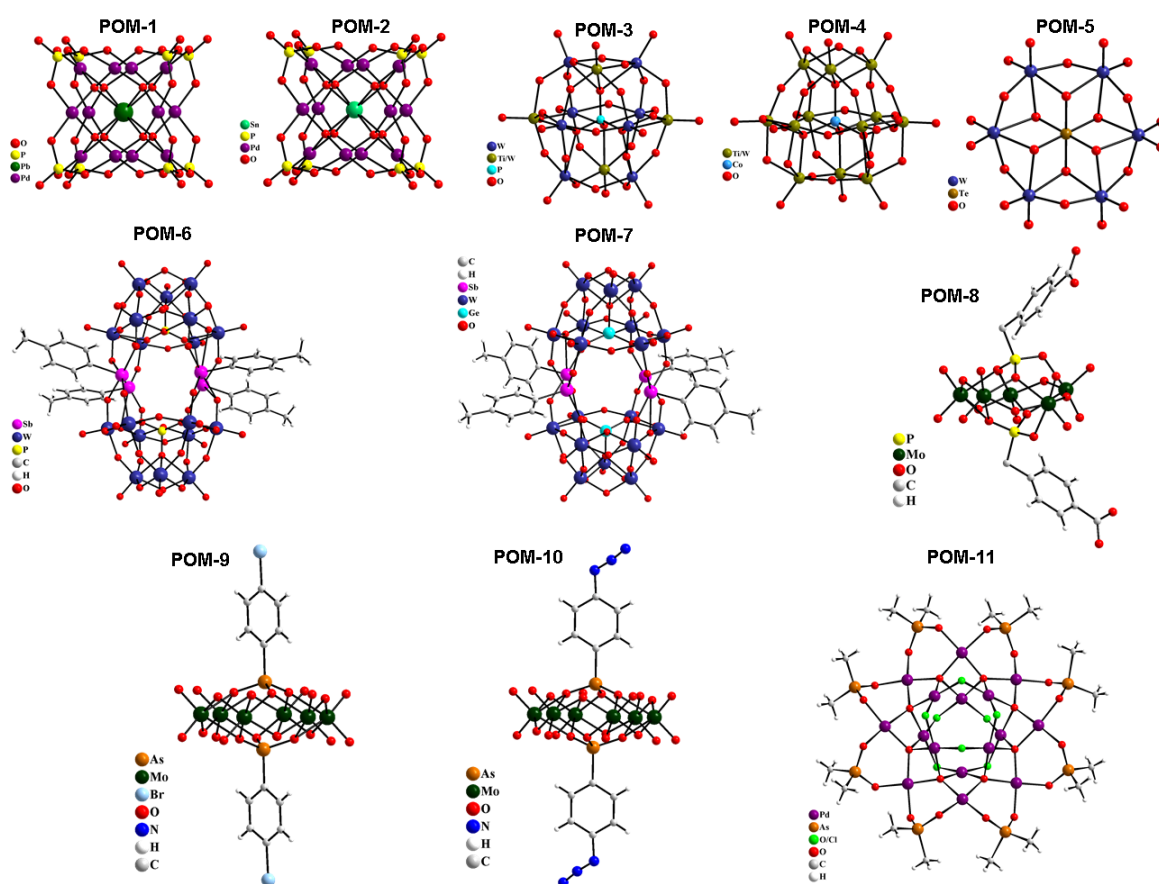 POM-1
POM-2
POM-3
POM-4
POM-5
O
P
Pb
Pd
Sn
P
Pd
O
W
Ti/W
P
O
Ti/W
Co
O
W
Te
O
POM-6
POM-7
POM-8
Sb
W
P
C
H
O
C
H
Sb
W
Ge
O
P
Mo
O
C
H
POM-9
POM-10
POM-11
As
Mo
Br
O
N
H
C
As
Mo
O
N
H
C
Pd
As
O/Cl
O
C
H